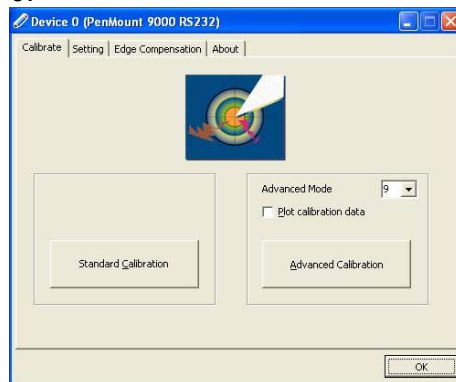 Device 0 (PenMount 9000 RS232)
Calibrate Setting Edge Compensation About
Advanced Mode 9
Plot calibration data
Standard Calibration Advanced Calibration
OK